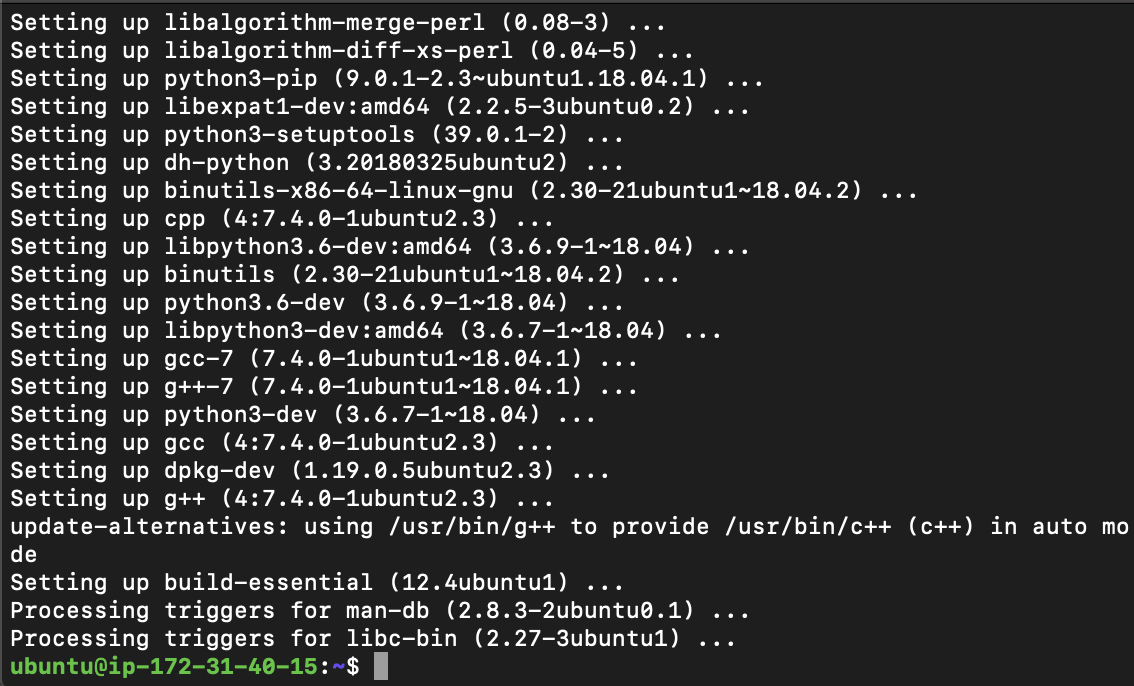 Setting up libalgorithm-merge-perl (0.08-3) ...
Setting up libalgorithm-diff-xs-perl (0.04-5) ...
Setting up python3-pip (9.0.1-2.3~ubuntu1.18.04.1) ...
Setting up libexpat1-dev:amd64 (2.2.5-3ubuntu0.2) ...
Setting up python3-setuptools (39.0.1-2) ...
Setting up dh-python (3.20180325ubuntu2) ...
Setting up binutils-x86-64-linux-gnu (2.30-21ubuntu1~18.04.2) ...
Setting up cpp (4:7.4.0-1ubuntu2.3) ...
Setting up libpython3.6-dev:amd64 (3.6.9-1~18.04) ...
Setting up binutils (2.30-21ubuntu1~18.04.2) ...
Setting up python3.6-dev (3.6.9-1~18.04) ...
Setting up libpython3-dev:amd64 (3.6.7-1~18.04) ...
Setting up gcc-7 (7.4.0-1ubuntu1~18.04.1) ...
Setting up g++-7 (7.4.0-1ubuntu1~18.04.1) ...
Setting up python3-dev (3.6.7-1~18.04) ...
Setting up gcc (4:7.4.0-1ubuntu2.3) ...
Setting up dpkg-dev (1.19.0.5ubuntu2.3) ...
Setting up g++ (4:7.4.0-1ubuntu2.3) ...
update-alternatives: using /usr/bin/g++ to provide /usr/bin/c++ (c++) in auto mo
de
Setting up build-essential (12.4ubuntu1) ...
Processing triggers for man-db (2.8.3-2ubuntu0.1) ...
Processing triggers for libc-bin (2.27-3ubuntu1) ...
ubuntu@ip-172-31-40-15:~$